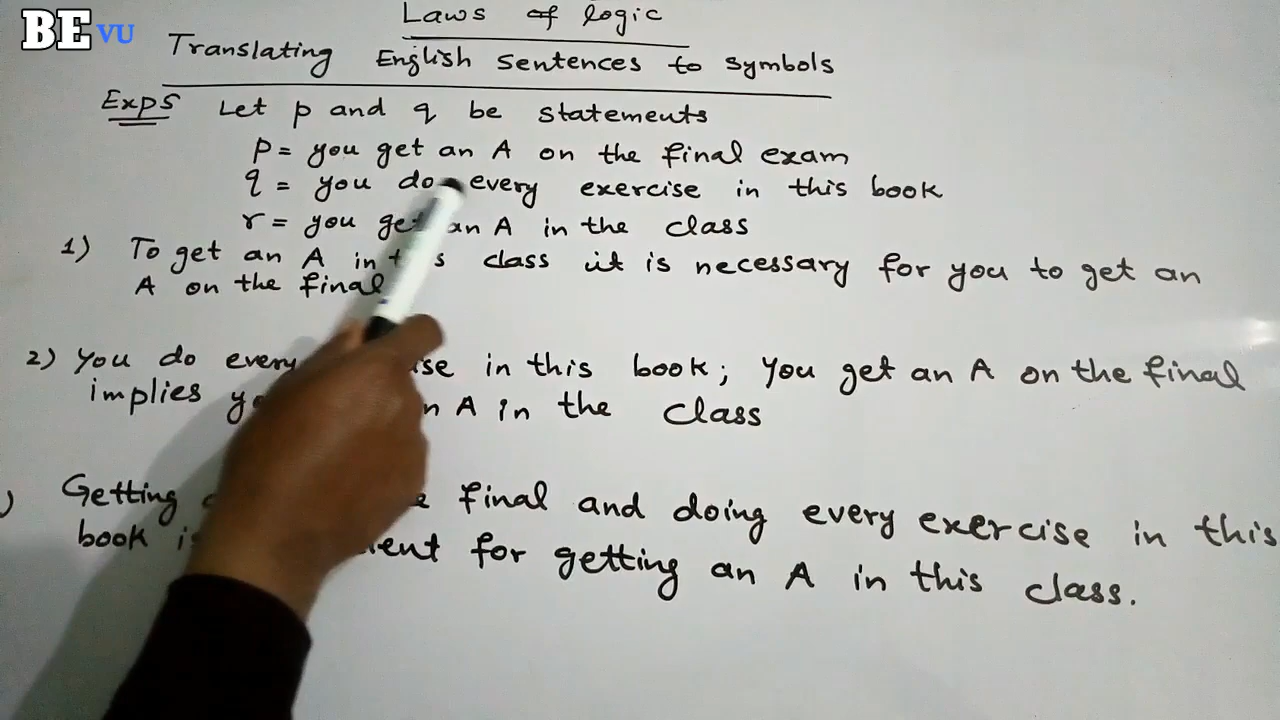 BE VU
Laws of logic
Translating English Sentences to symbols
Exps Let p and q be statements
p = you get an A on the final exam
q = you do every exercise in this book
r = you get an A in the class
1) To get an A in this class it is necessary for you to get an
A on the final
2) You do every in this book; You get an A on the final
implies A in the class
) Getting final and doing every exercise in this
book is for getting an A in this class.